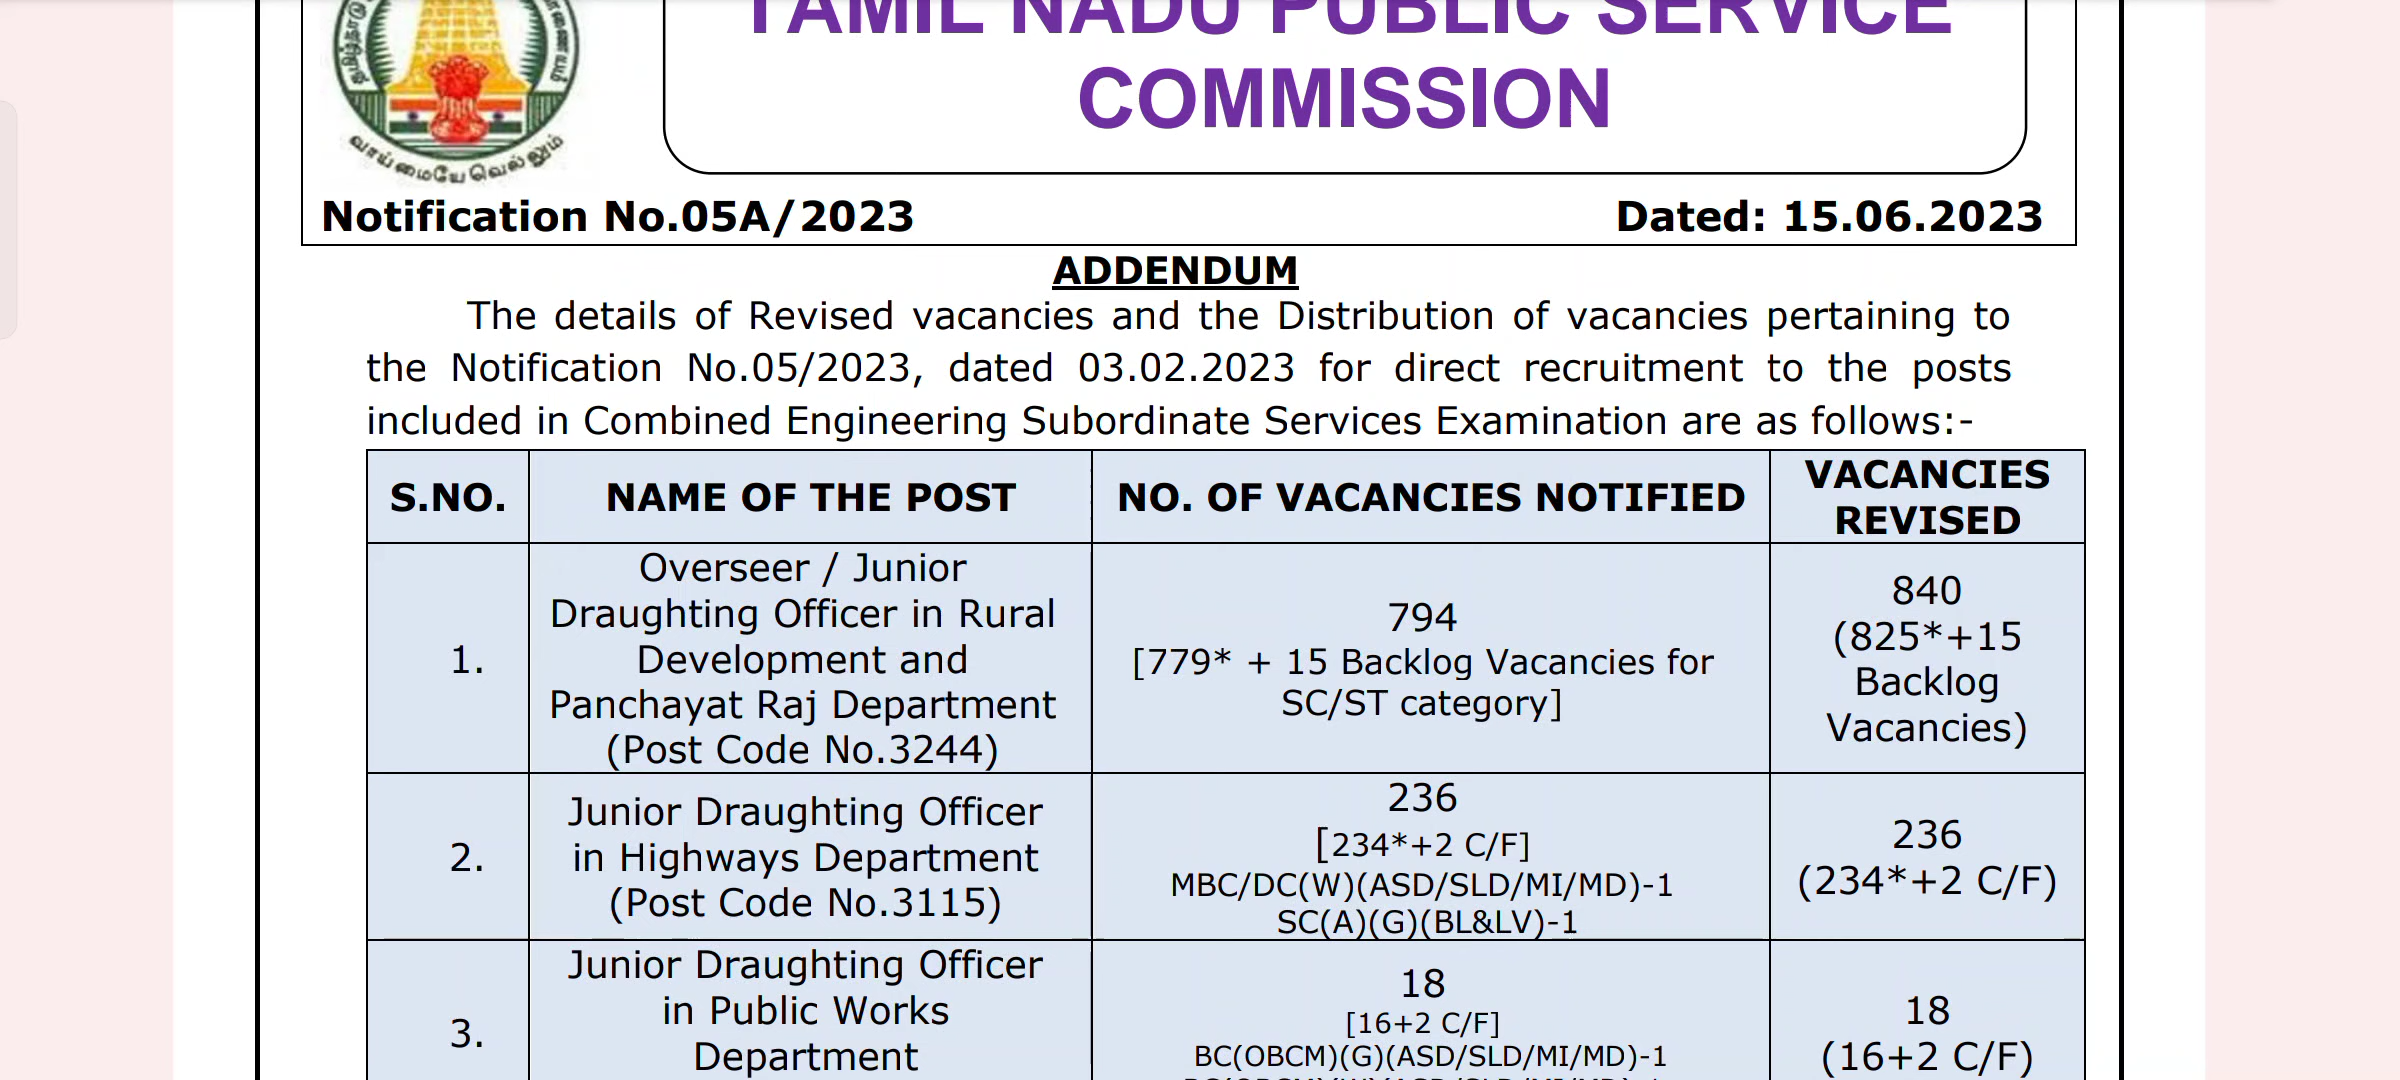 TAMIL NADU PUBLIC SERVICE
COMMISSION
வாய்மையே வெல்லும்
Notification No.05A/2023
Dated: 15.06.2023
ADDENDUM
The details of Revised vacancies and the Distribution of vacancies pertaining to
the Notification No.05/2023, dated 03.02.2023 for direct recruitment to the posts
included in Combined Engineering Subordinate Services Examination are as follows:-
S.NO.
NAME OF THE POST
NO. OF VACANCIES NOTIFIED
VACANCIES
REVISED
1.
Overseer / Junior
Draughting Officer in Rural
Development and
Panchayat Raj Department
(Post Code No.3244)
794
[779* + 15 Backlog Vacancies for
SC/ST category]
840
(825*+15
Backlog
Vacancies)
2.
Junior Draughting Officer
in Highways Department
(Post Code No.3115)
236
[234*+2 C/F]
MBC/DC(W)(ASD/SLD/MI/MD)-1
SC(A)(G)(BL&LV)-1
236
(234*+2 C/F)
3.
Junior Draughting Officer
in Public Works
Department
18
[16+2 C/F]
BC(OBCM)(G)(ASD/SLD/MI/MD)-1
18
(16+2 C/F)